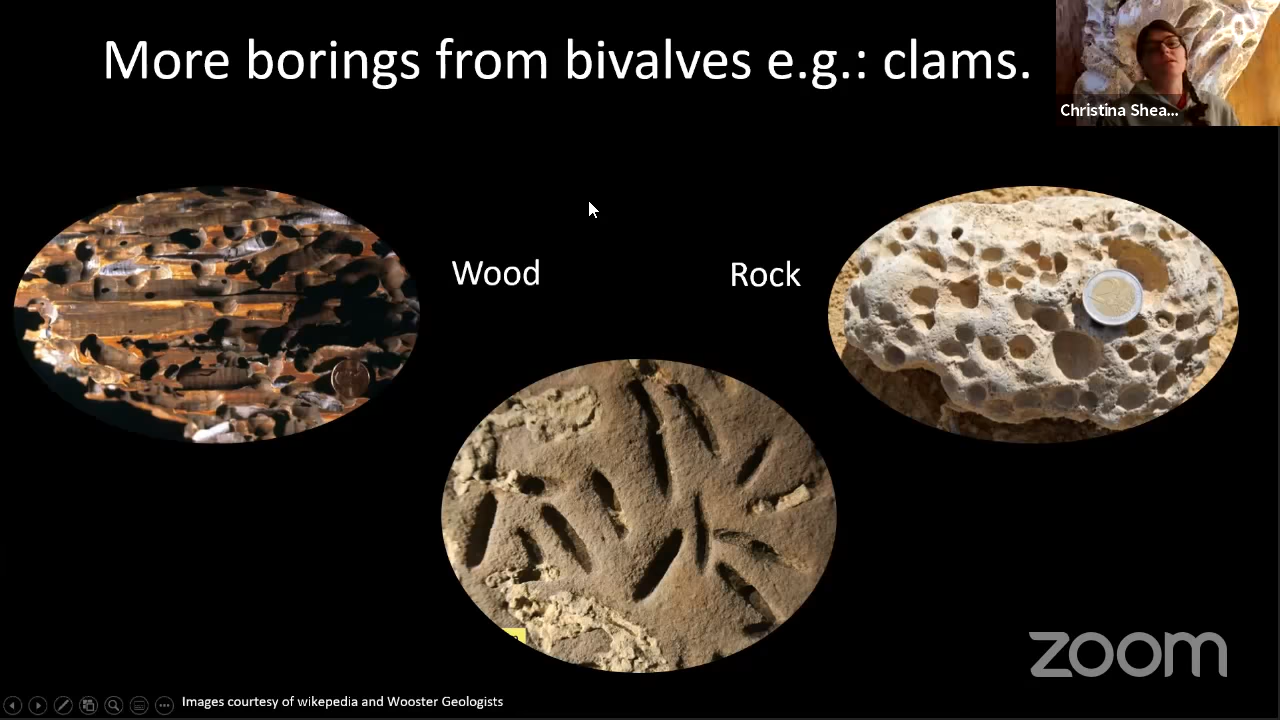 More borings from bivalves e.g.: clams.
Christina Shea...
Wood
Rock
zoom
Images courtesy of wikepedia and Wooster Geologists